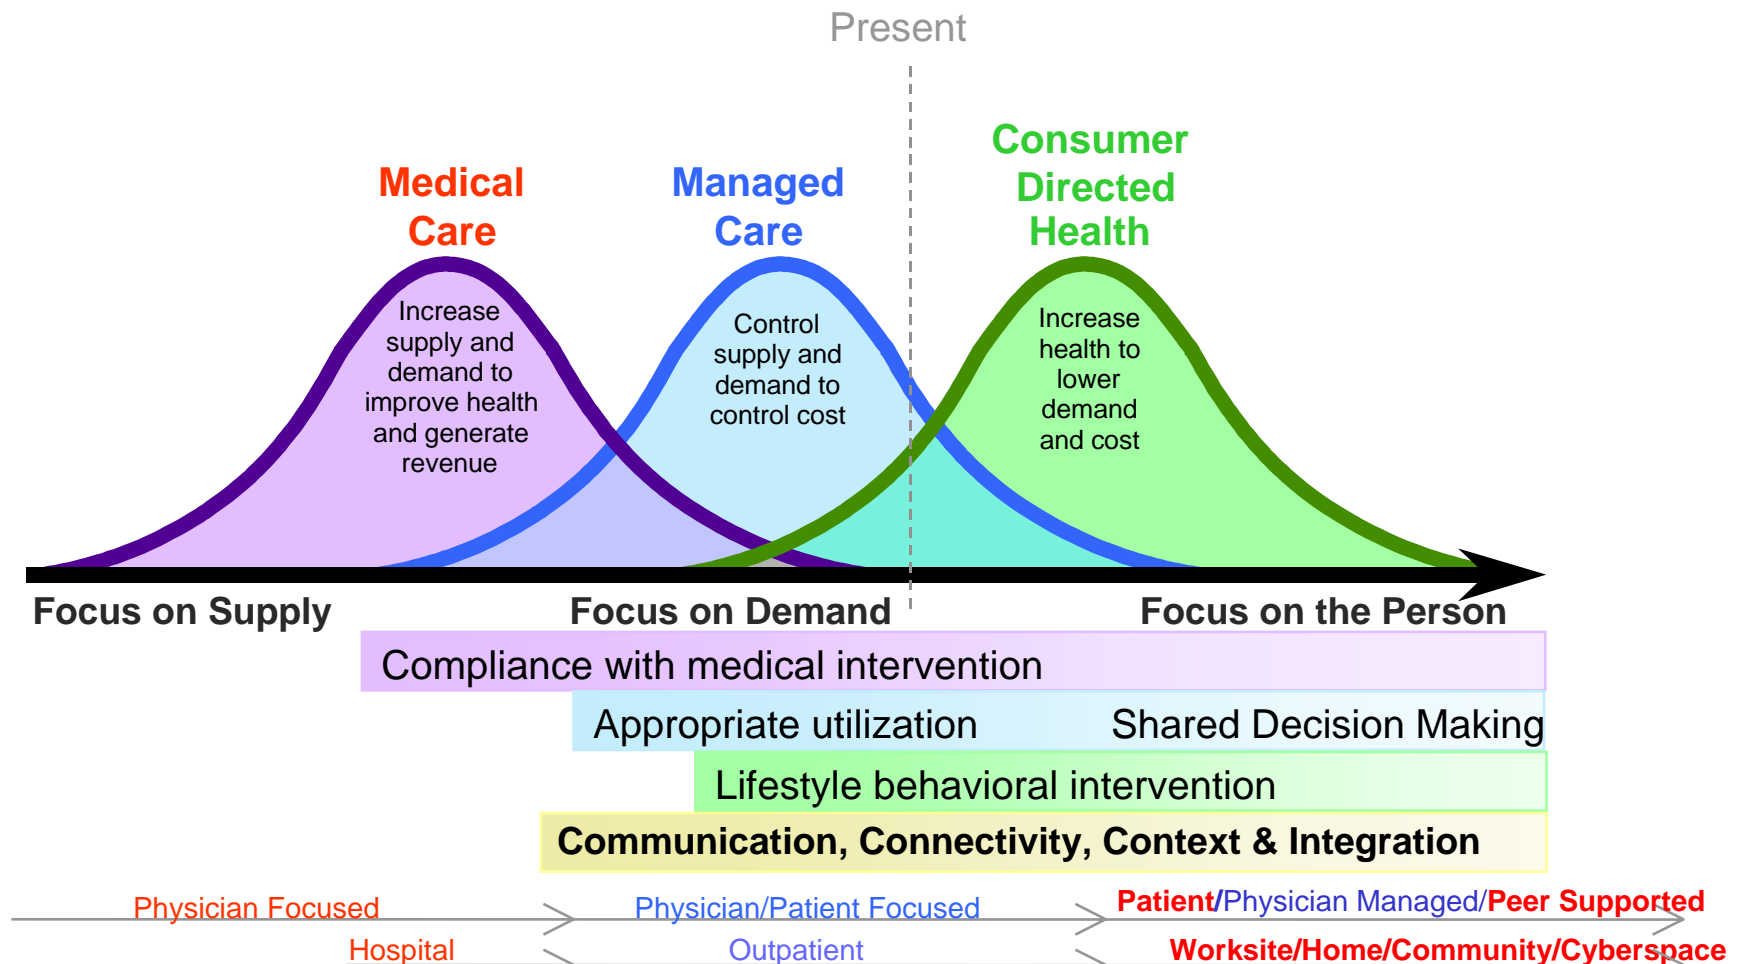 Present
Medical
Care
Managed
Care
Consumer
Directed
Health
Increase
supply and
demand to
improve health
and generate
revenue
Control
supply and
demand to
control cost
Increase
health to
lower
demand
and cost
Focus on Supply
Focus on Demand
Focus on the Person
Compliance with medical intervention
Appropriate utilization Shared Decision Making
Lifestyle behavioral intervention
Communication, Connectivity, Context & Integration
Physician Focused
Physician/Patient Focused
Patient/Physician Managed/Peer Supported
Hospital
Outpatient
Worksite/Home/Community/Cyberspace